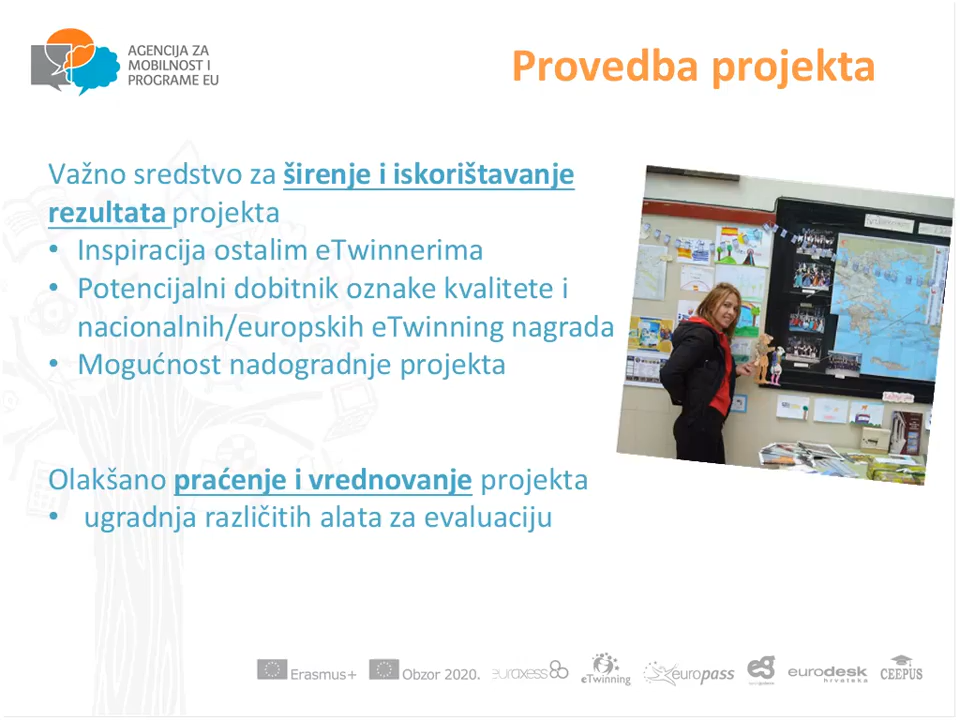 AGENCIJA ZA
MOBILNOST I
PROGRAME EU
Provedba projekta
Važno sredstvo za širenje i iskorištavanje
rezultata projekta
• Inspiracija ostalim eTwinnerima
• Potencijalni dobitnik oznake kvalitete i
nacionalnih/europskih eTwinning nagrada
• Mogućnost nadogradnje projekta
Olakšano praćenje i vrednovanje projekta
• ugradnja različitih alata za evaluaciju
Erasmus+
Obzor 2020.
euraxess
eTwinning
europass
eurodesk
hrvatska
CEEPUS